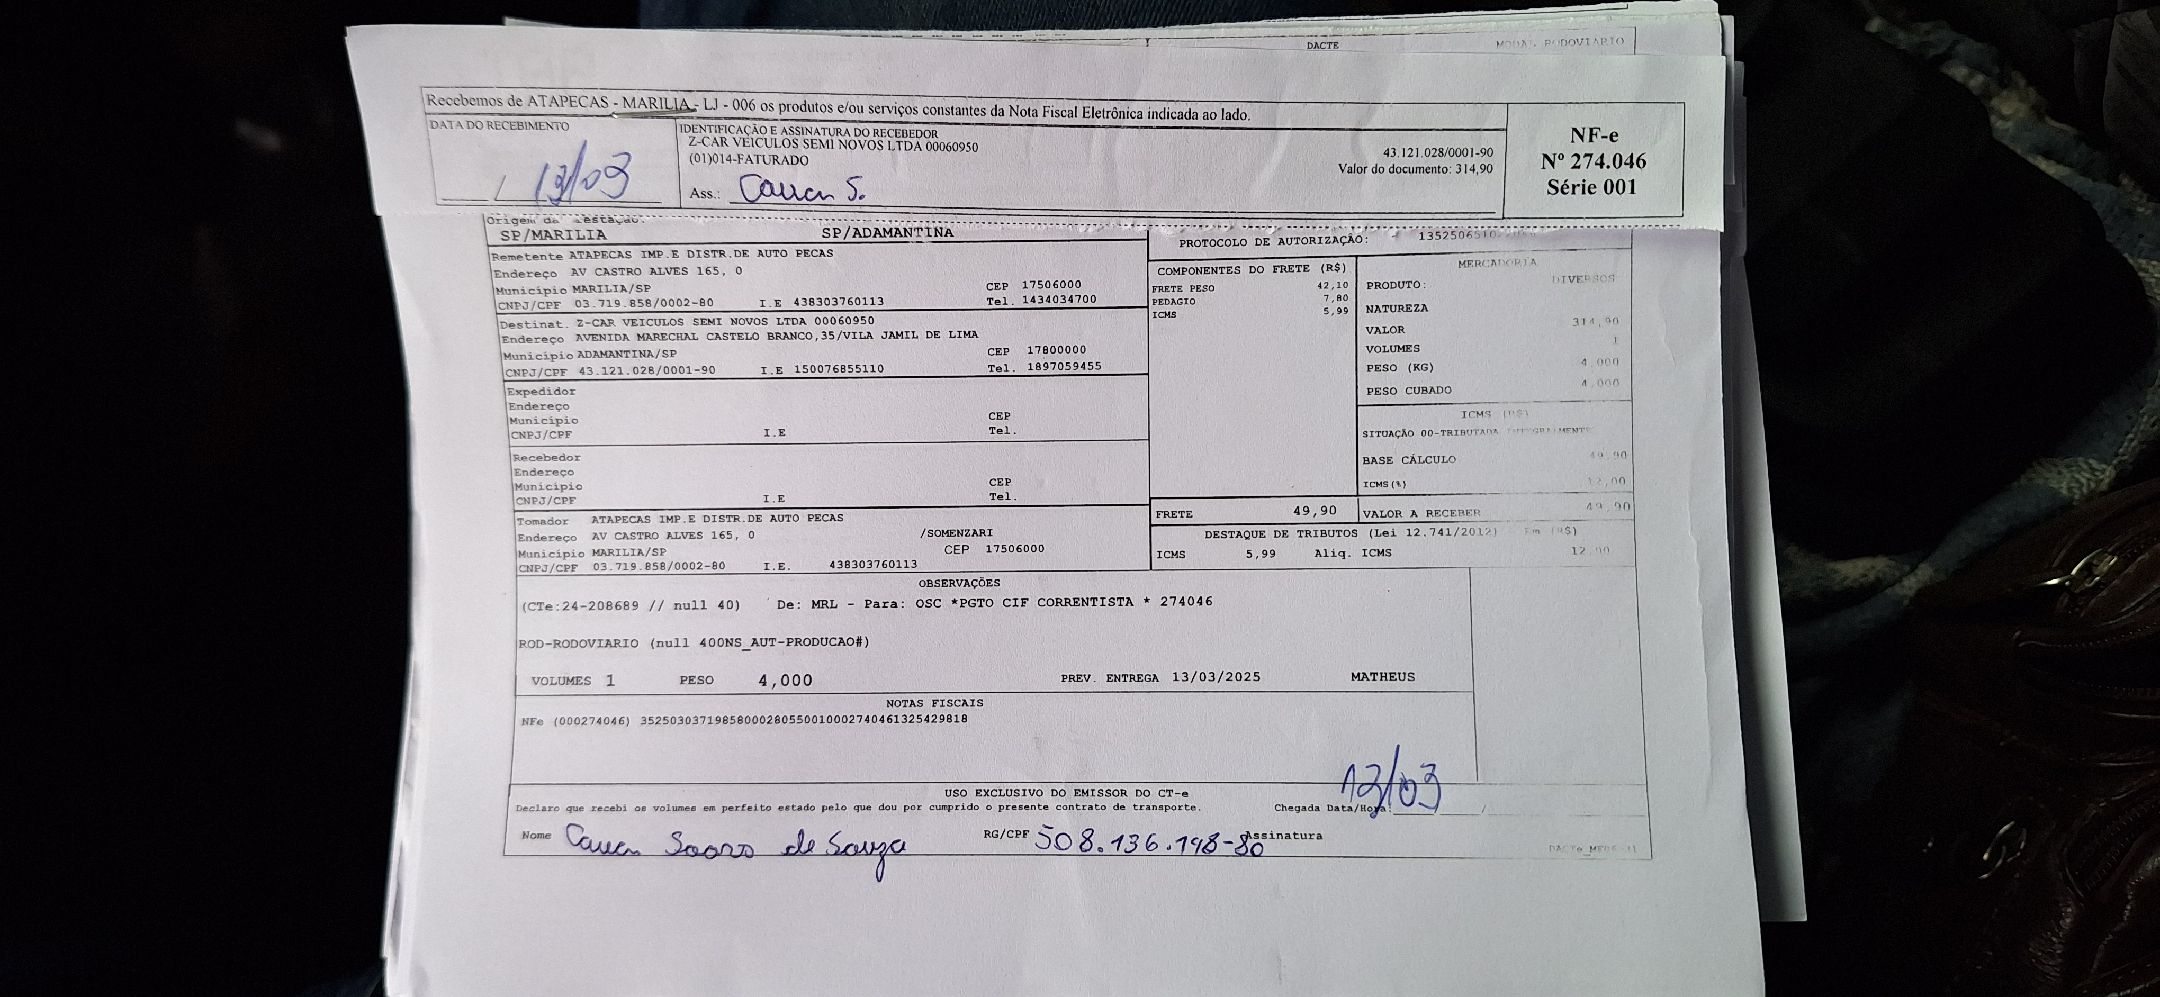 DACTE MODAL RODOVIARIO
Recebemos de ATAPECAS - MARILIA - LJ - 006 os produtos e/ou serviços constantes da Nota Fiscal Eletrônica indicada ao lado.
DATA DO RECEBIMENTO
13/03
IDENTIFICAÇÃO E ASSINATURA DO RECEBEDOR
Z-CAR VEICULOS SEMI NOVOS LTDA 00060950
(01)014-FATURADO
43.121.028/0001-90
Valor do documento: 314,90
Ass.: Cauan S.
NF-e
Nº 274.046
Série 001
Origem da
SP/MARILIA SP/ADAMANTINA
Remetente ATAPECAS IMP.E DISTR.DE AUTO PECAS
Endereço AV CASTRO ALVES 165, 0
Município MARILIA/SP CEP 17506000
CNPJ/CPF 03.719.858/0002-80 I.E 438303760113 Tel. 1434034700
Destinat. Z-CAR VEICULOS SEMI NOVOS LTDA 00060950
Endereço AVENIDA MARECHAL CASTELO BRANCO,35/VILA JAMIL DE LIMA
Município ADAMANTINA/SP CEP 17800000
CNPJ/CPF 43.121.028/0001-90 I.E 150076855110 Tel. 1897059455
Expedidor
Endereço
Município CEP
CNPJ/CPF I.E Tel.
Recebedor
Endereço
Município CEP
CNPJ/CPF I.E Tel.
Tomador ATAPECAS IMP.E DISTR.DE AUTO PECAS
Endereço AV CASTRO ALVES 165, 0 /SOMENZARI
Município MARILIA/SP CEP 17506000
CNPJ/CPF 03.719.858/0002-80 I.E. 438303760113
PROTOCOLO DE AUTORIZAÇÃO:
COMPONENTES DO FRETE (R$)
FRETE PESO 42,10
PEDAGIO 7,80
ICMS 5,99
MERCADORIA
PRODUTO: DIVERSOS
NATUREZA
VALOR 314,90
VOLUMES 1
PESO (KG) 4.000
PESO CUBADO 4.000
ICMS (R$)
SITUAÇÃO 00-TRIBUTADA INTEGRALMENTE
BASE CÁLCULO 49,90
ICMS(%) 12,00
FRETE 49,90 VALOR A RECEBER 49,90
DESTAQUE DE TRIBUTOS (Lei 12.741/2012) - Em (R$)
ICMS 5,99 Aliq. ICMS 12,00
OBSERVAÇÕES
(CTe:24-208689 // null 40) De: MRL - Para: OSC *PGTO CIF CORRENTISTA * 274046
ROD-RODOVIARIO (null 400NS_AUT-PRODUCAO#)
VOLUMES 1 PESO 4,000 PREV. ENTREGA 13/03/2025 MATHEUS
NOTAS FISCAIS
NFe (000274046) 35250303719858000280550010002740461325429818
USO EXCLUSIVO DO EMISSOR DO CT-e
Declaro que recebi os volumes em perfeito estado pelo que dou por cumprido o presente contrato de transporte. Chegada Data/Hora: 13/03 /
Nome Cauan Soares de Souza RG/CPF 508.136.198-80 Assinatura